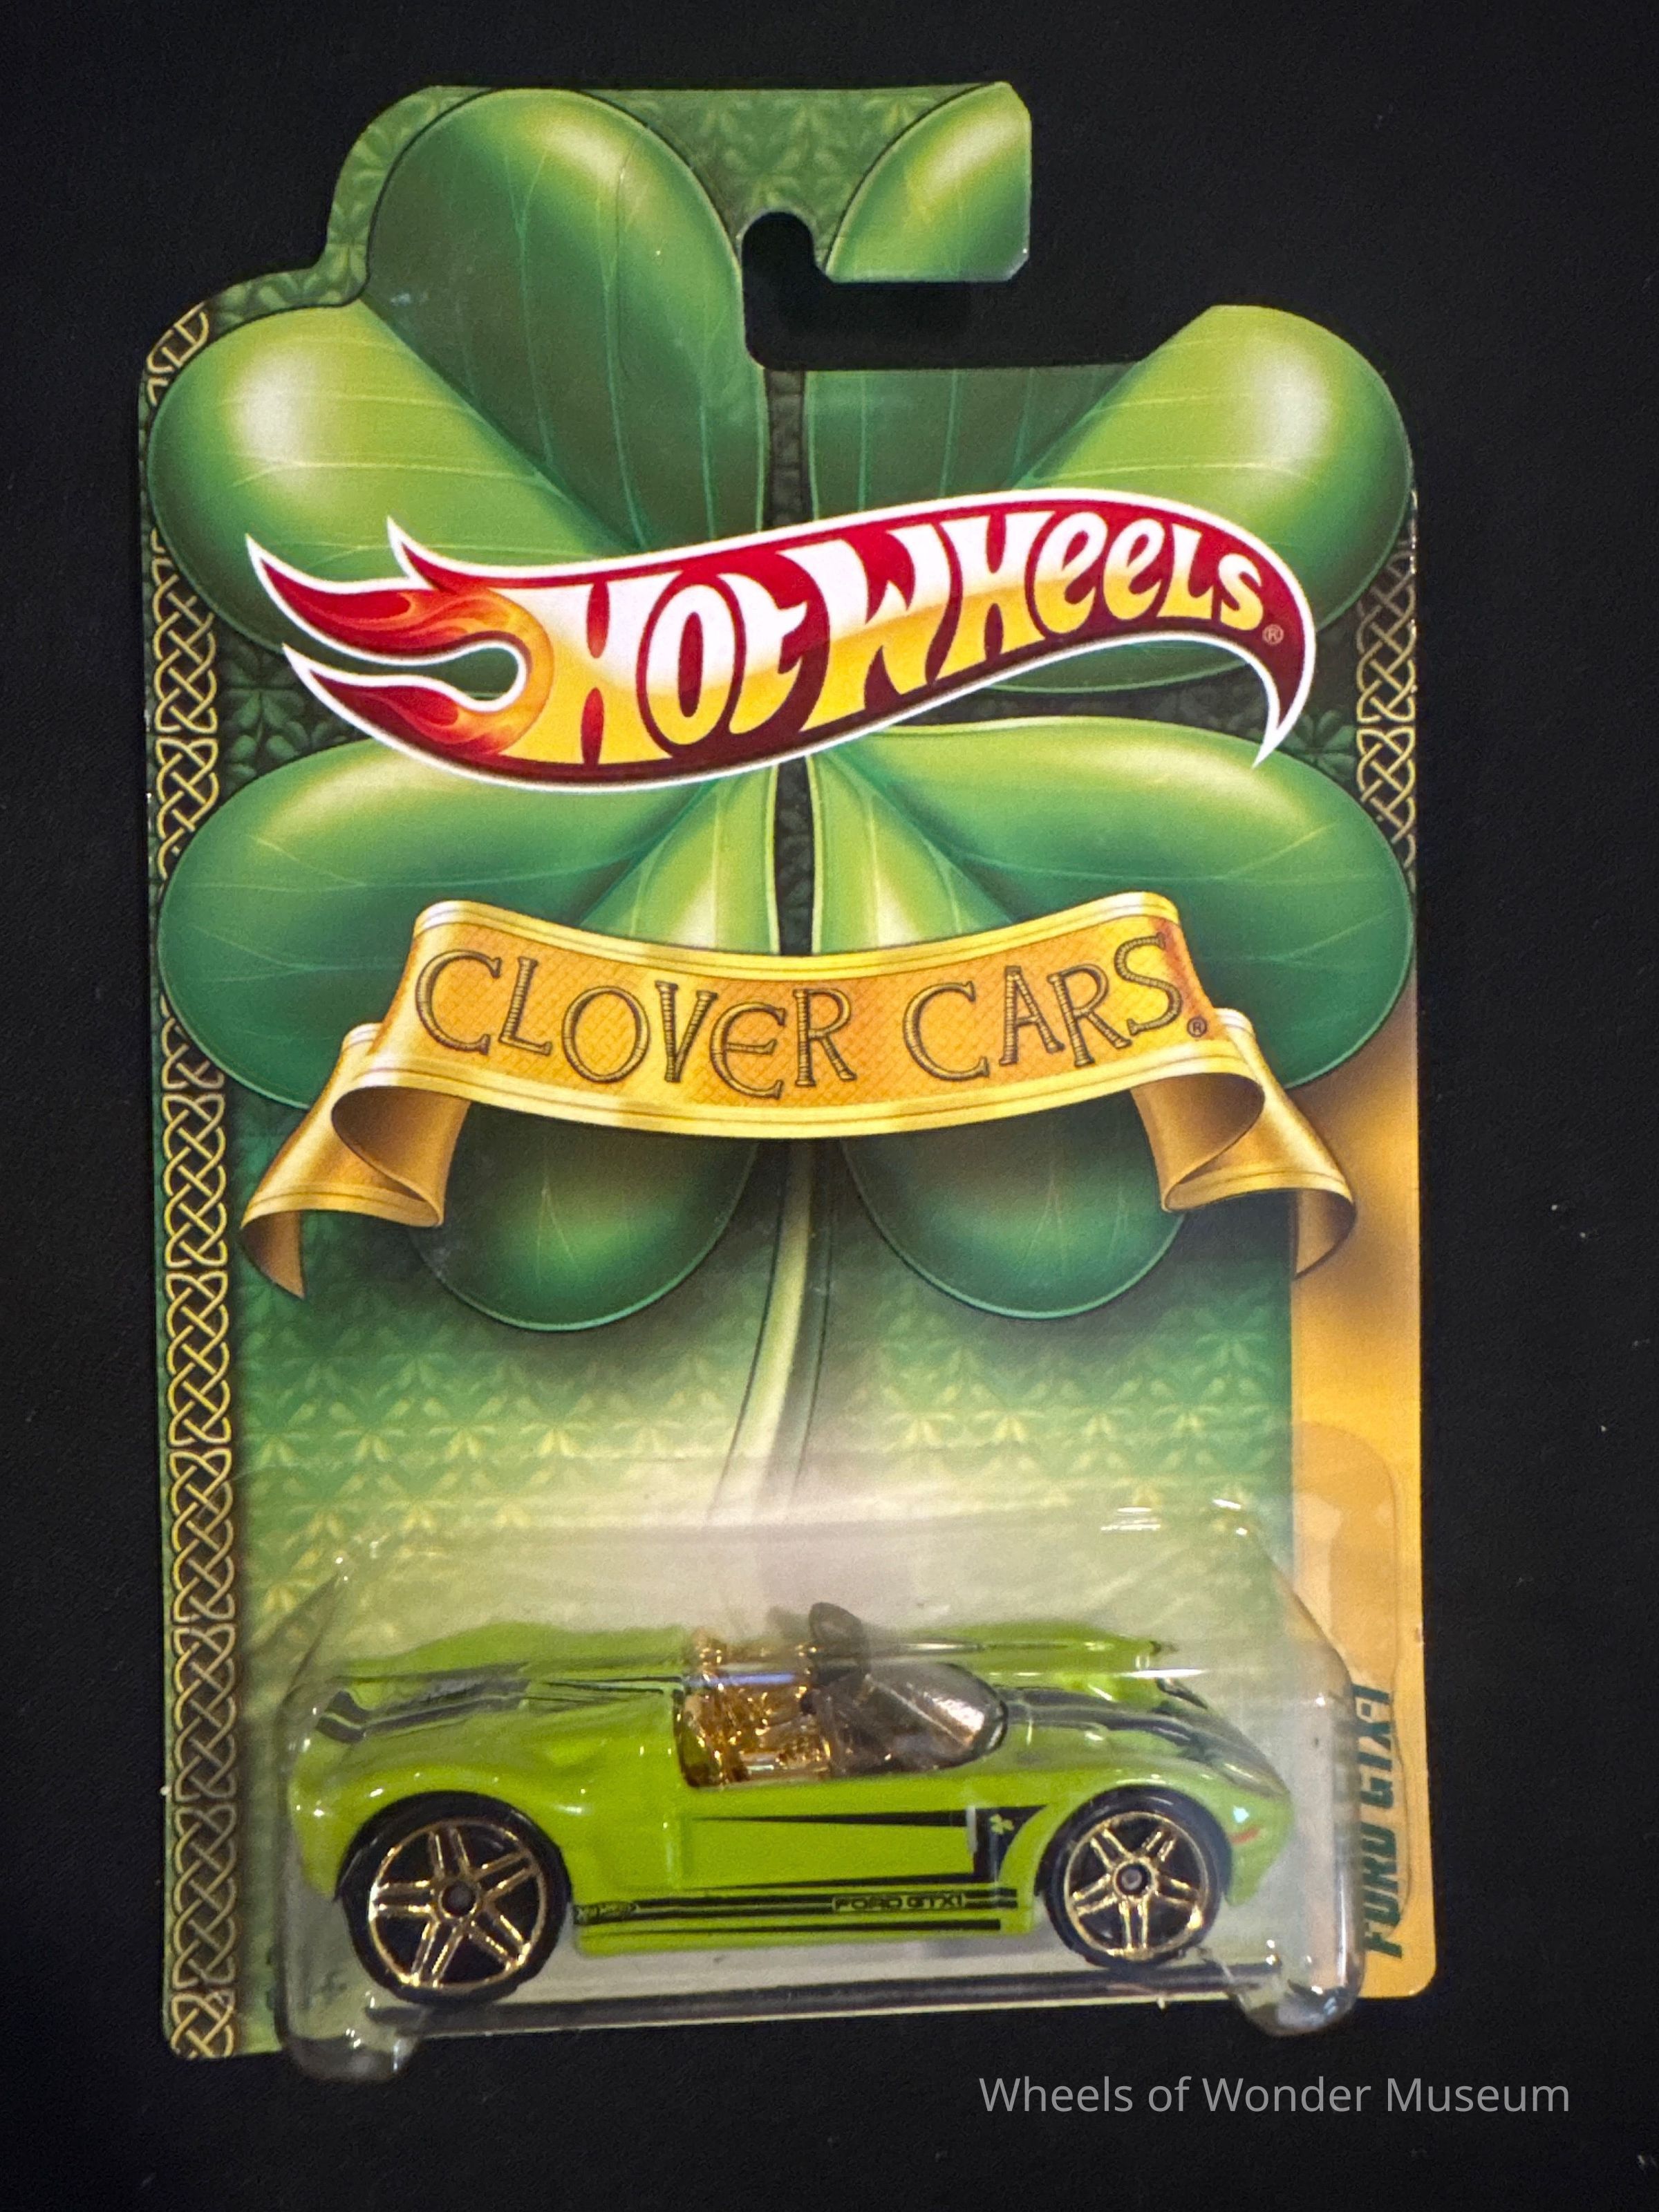 HOT WHEELS®
CLOVER CARS®
FORD GTX1
FORD GTX1
Wheels of Wonder Museum